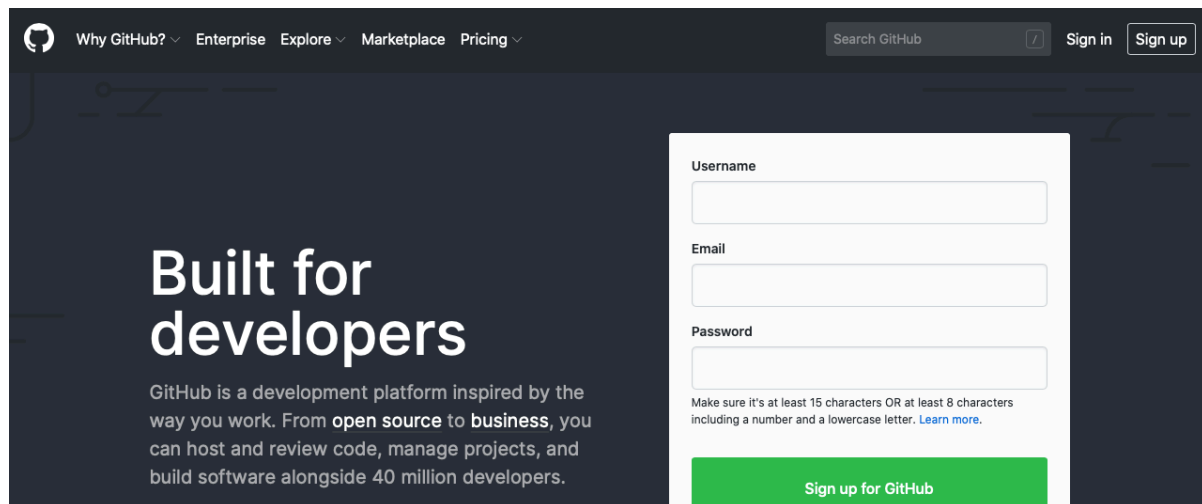 Why GitHub? Enterprise Explore Marketplace Pricing Search GitHub / Sign in Sign up
Built for
developers
GitHub is a development platform inspired by the
way you work. From open source to business, you
can host and review code, manage projects, and
build software alongside 40 million developers.
Username
Email
Password
Make sure it's at least 15 characters OR at least 8 characters
including a number and a lowercase letter. Learn more.
Sign up for GitHub